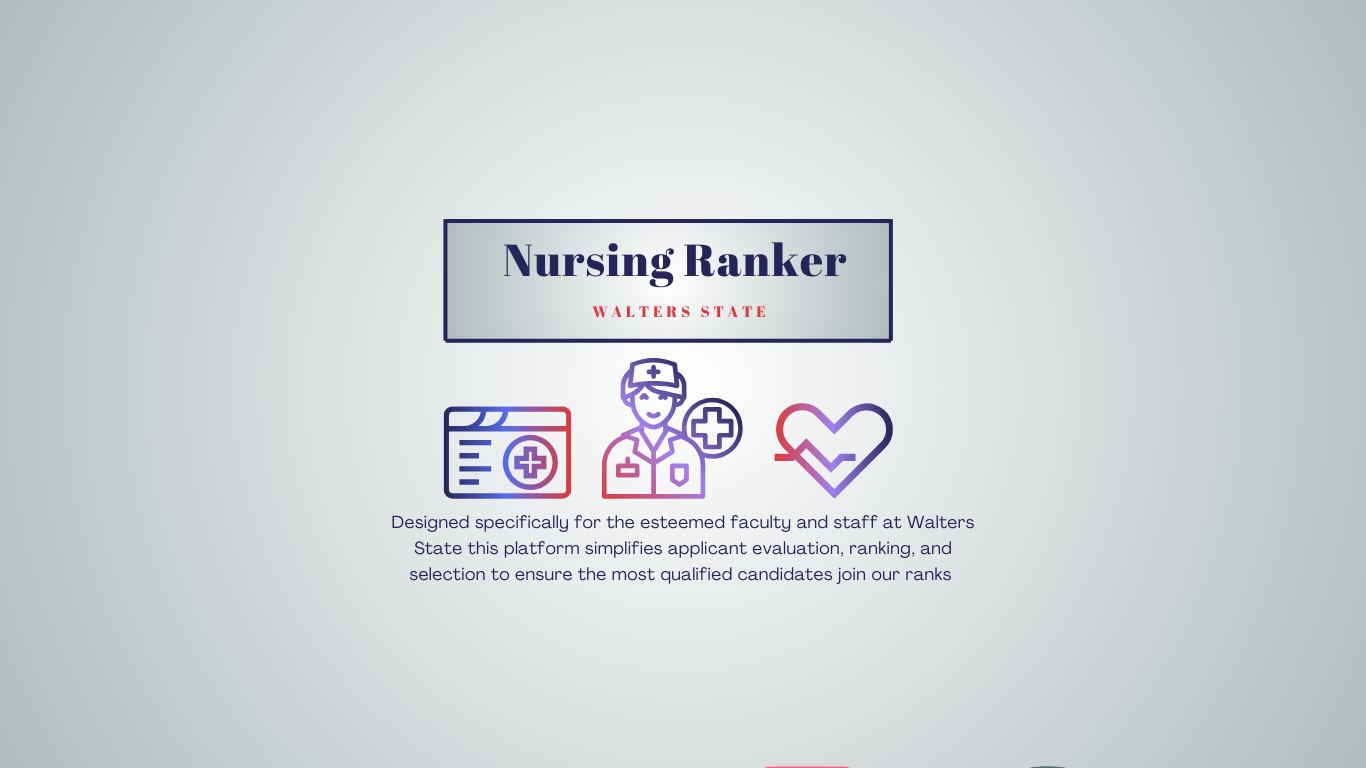 Nursing Ranker
WALTERS STATE
Designed specifically for the esteemed faculty and staff at Walters
State this platform simplifies applicant evaluation, ranking, and
selection to ensure the most qualified candidates join our ranks